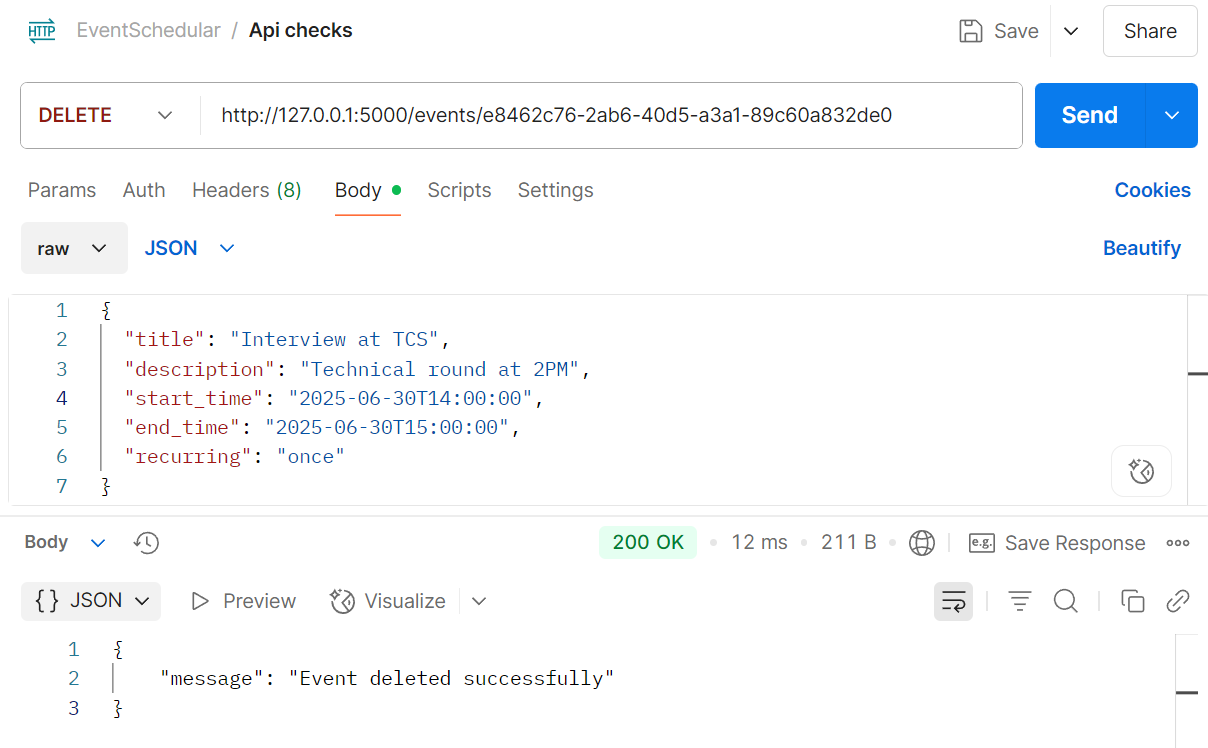 HTTP EventSchedular / Api checks Save Share
DELETE http://127.0.0.1:5000/events/e8462c76-2ab6-40d5-a3a1-89c60a832de0 Send
Params Auth Headers (8) Body Scripts Settings Cookies
raw JSON Beautify
1 {
2 "title": "Interview at TCS",
3 "description": "Technical round at 2PM",
4 "start_time": "2025-06-30T14:00:00",
5 "end_time": "2025-06-30T15:00:00",
6 "recurring": "once"
7 }
Body 200 OK 12 ms 211 B e.g. Save Response
{} JSON Preview Visualize
1 {
2 "message": "Event deleted successfully"
3 }